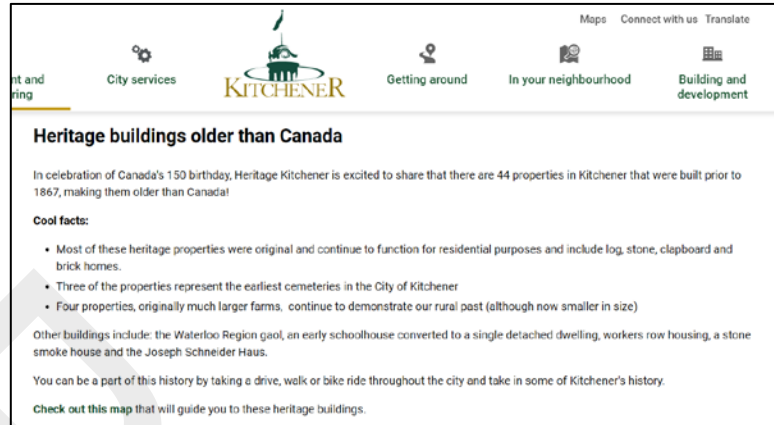 Maps Connect with us Translate
nt and
ring
City services
KITCHENER
Getting around
In your neighbourhood
Building and
development
Heritage buildings older than Canada
In celebration of Canada's 150 birthday, Heritage Kitchener is excited to share that there are 44 properties in Kitchener that were built prior to
1867, making them older than Canada!
Cool facts:
• Most of these heritage properties were original and continue to function for residential purposes and include log, stone, clapboard and
brick homes.
• Three of the properties represent the earliest cemeteries in the City of Kitchener
• Four properties, originally much larger farms, continue to demonstrate our rural past (although now smaller in size)
Other buildings include: the Waterloo Region gaol, an early schoolhouse converted to a single detached dwelling, workers row housing, a stone
smoke house and the Joseph Schneider Haus.
You can be a part of this history by taking a drive, walk or bike ride throughout the city and take in some of Kitchener's history.
Check out this map that will guide you to these heritage buildings.